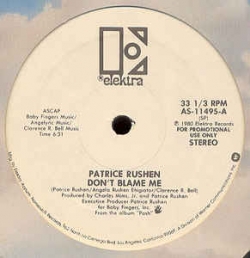 elektra
33 1/3 RPM
AS-11495-A
(SP)
ASCAP
Baby Fingers Music/
Angelyric Music/
Clarence R. Bell Music
Time 6:31
℗ 1980 Elektra Records
FOR PROMOTIONAL
USE ONLY
STEREO
PATRICE RUSHEN
DON'T BLAME ME
(Patrice Rushen/Angela Rushen
Clarence R. Bell)
Produced by Charles Mims, Jr. and Patrice Rushen
Executive Producer Patrice Rushen
for Baby Fingers, Inc.
From the album "Posh"